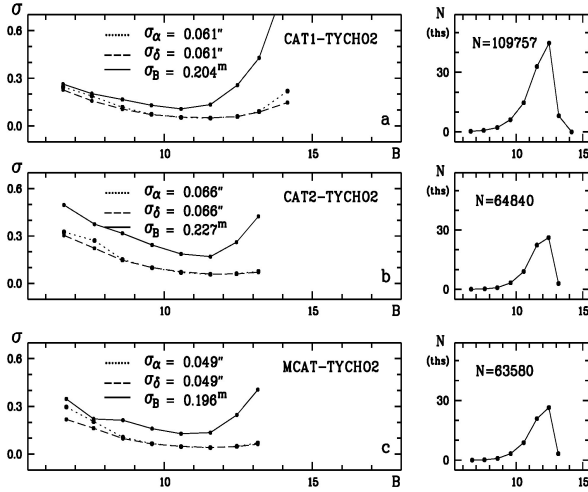 σ
0.6
0.3
0.0
σα = 0.061″
σδ = 0.061″
σB = 0.204ᵐ
CAT1-TYCHO2
a
10
15
B
N
(ths)
30
0
N=109757
10
15
σ
0.6
0.3
0.0
σα = 0.066″
σδ = 0.066″
σB = 0.227ᵐ
CAT2-TYCHO2
b
10
15
B
N
(ths)
30
0
N=64840
10
15
σ
0.6
0.3
0.0
σα = 0.049″
σδ = 0.049″
σB = 0.196ᵐ
MCAT-TYCHO2
c
10
15
B
N
(ths)
30
0
N=63580
10
15